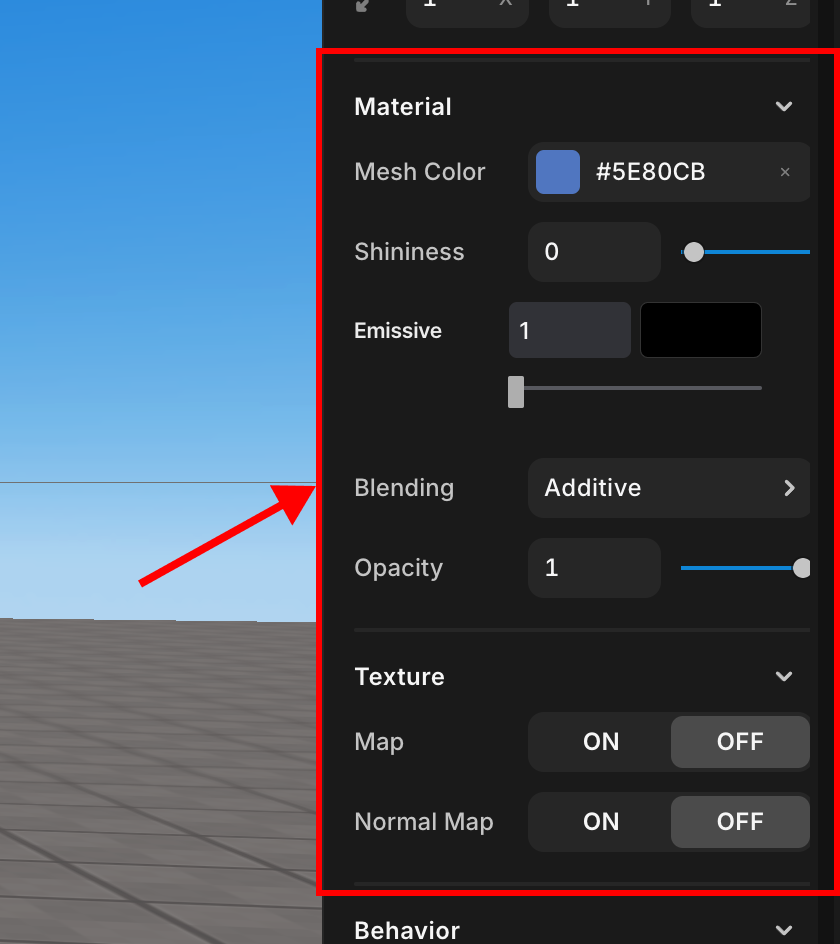 1 X 1 Y 1 Z
Material
Mesh Color #5E80CB ×
Shininess 0
Emissive 1
Blending Additive
Opacity 1
Texture
Map ON OFF
Normal Map ON OFF
Behavior